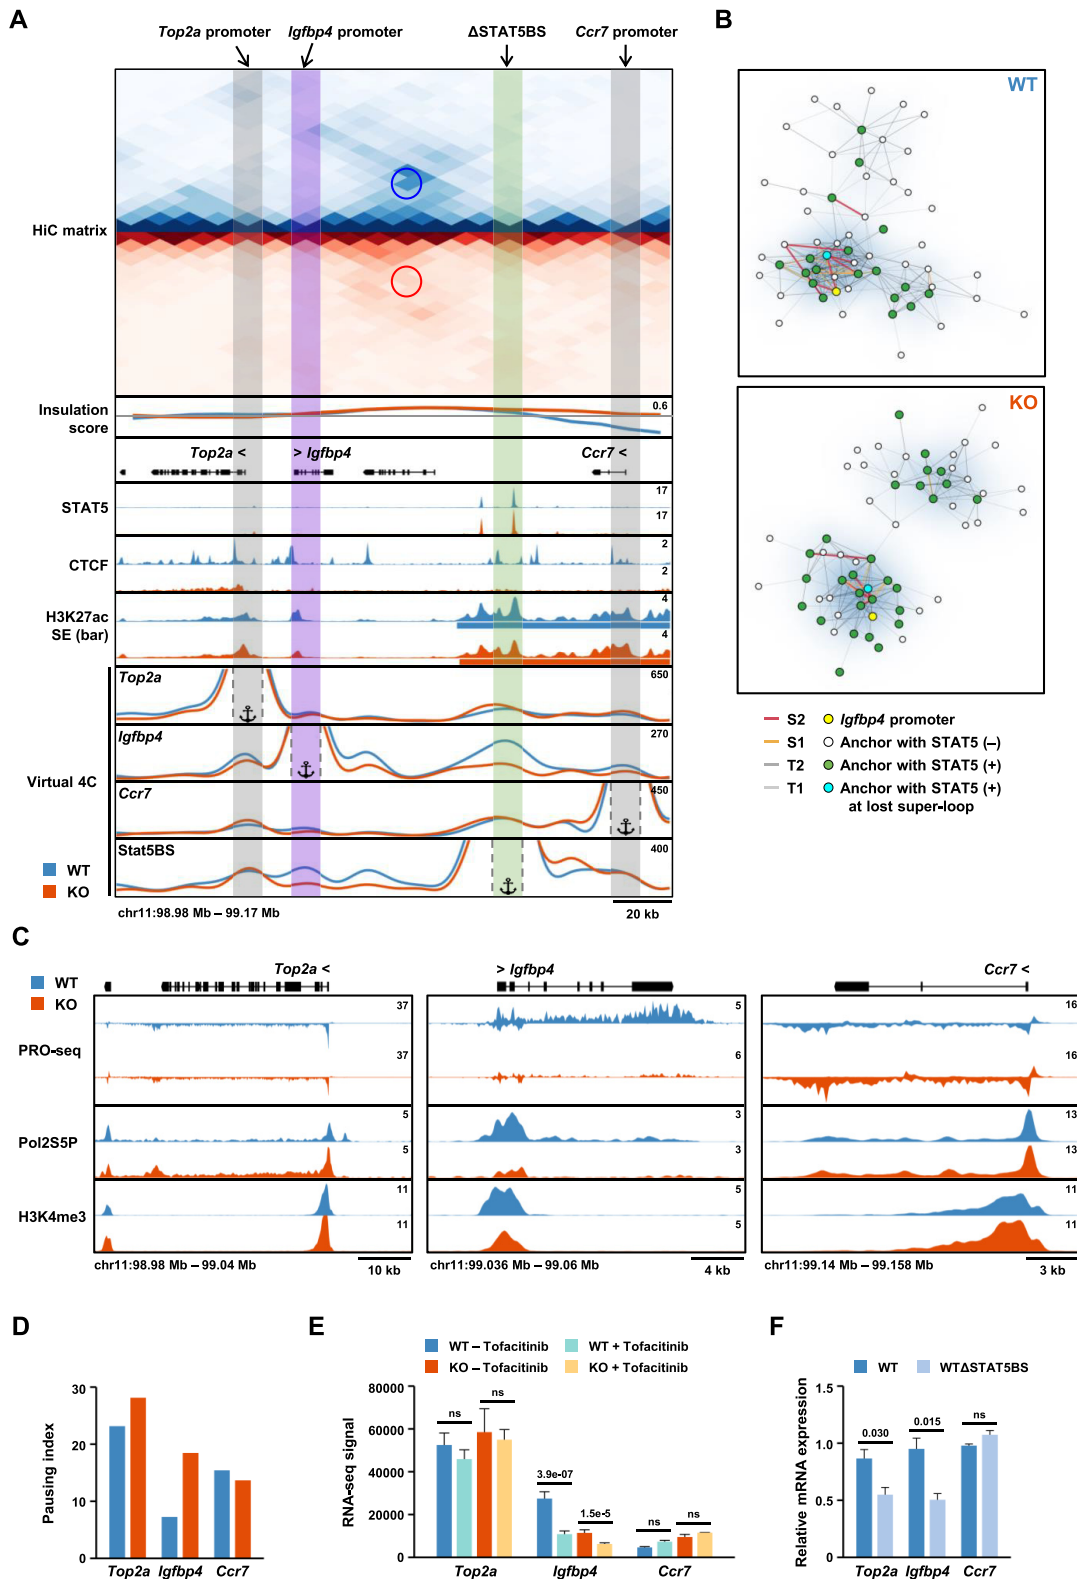 A
Top2a promoter
Igfbp4 promoter
ΔSTAT5BS
Ccr7 promoter
HiC matrix
Insulation score
0.6
Top2a <
> Igfbp4
Ccr7 <
STAT5
17
17
CTCF
2
2
H3K27ac
SE (bar)
4
4
Virtual 4C
Top2a
650
Igfbp4
270
Ccr7
450
Stat5BS
400
WT
KO
chr11:98.98 Mb – 99.17 Mb
20 kb
B
WT
KO
S2
Igfbp4 promoter
S1
Anchor with STAT5 (–)
T2
Anchor with STAT5 (+)
T1
Anchor with STAT5 (+)
at lost super-loop
C
WT
KO
Top2a <
> Igfbp4
Ccr7 <
PRO-seq
37
37
5
6
16
16
Pol2S5P
5
5
3
3
13
13
H3K4me3
11
11
5
5
11
11
chr11:98.98 Mb – 99.04 Mb
10 kb
chr11:99.036 Mb – 99.06 Mb
4 kb
chr11:99.14 Mb – 99.158 Mb
3 kb
D
Pausing index
30
20
10
0
Top2a Igfbp4 Ccr7
E
WT – Tofacitinib
WT + Tofacitinib
KO – Tofacitinib
KO + Tofacitinib
RNA-seq signal
80000
60000
40000
20000
0
ns
ns
3.9e-07
1.5e-5
ns
ns
Top2a Igfbp4 Ccr7
F
WT
WTΔSTAT5BS
Relative mRNA expression
1.5
1.0
0.5
0
0.030
0.015
ns
Top2a Igfbp4 Ccr7